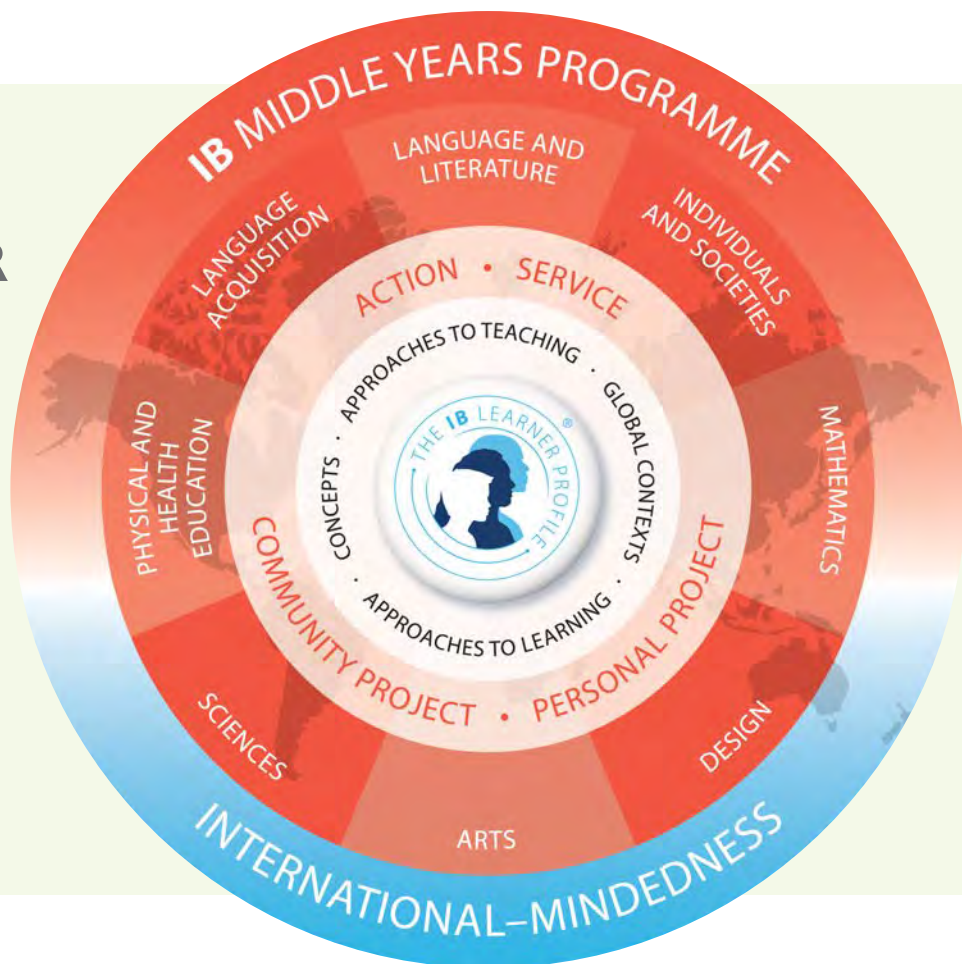 IB MIDDLE YEARS PROGRAMME
LANGUAGE AND
LITERATURE
INDIVIDUALS
AND SOCIETIES
MATHEMATICS
DESIGN
ARTS
SCIENCES
PHYSICAL AND
HEALTH
EDUCATION
LANGUAGE
ACQUISITION
R
ACTION • SERVICE
PERSONAL PROJECT
• COMMUNITY PROJECT
APPROACHES TO TEACHING ·
GLOBAL CONTEXTS ·
APPROACHES TO LEARNING ·
CONCEPTS ·
THE IB LEARNER PROFILE ®
INTERNATIONAL–MINDEDNESS